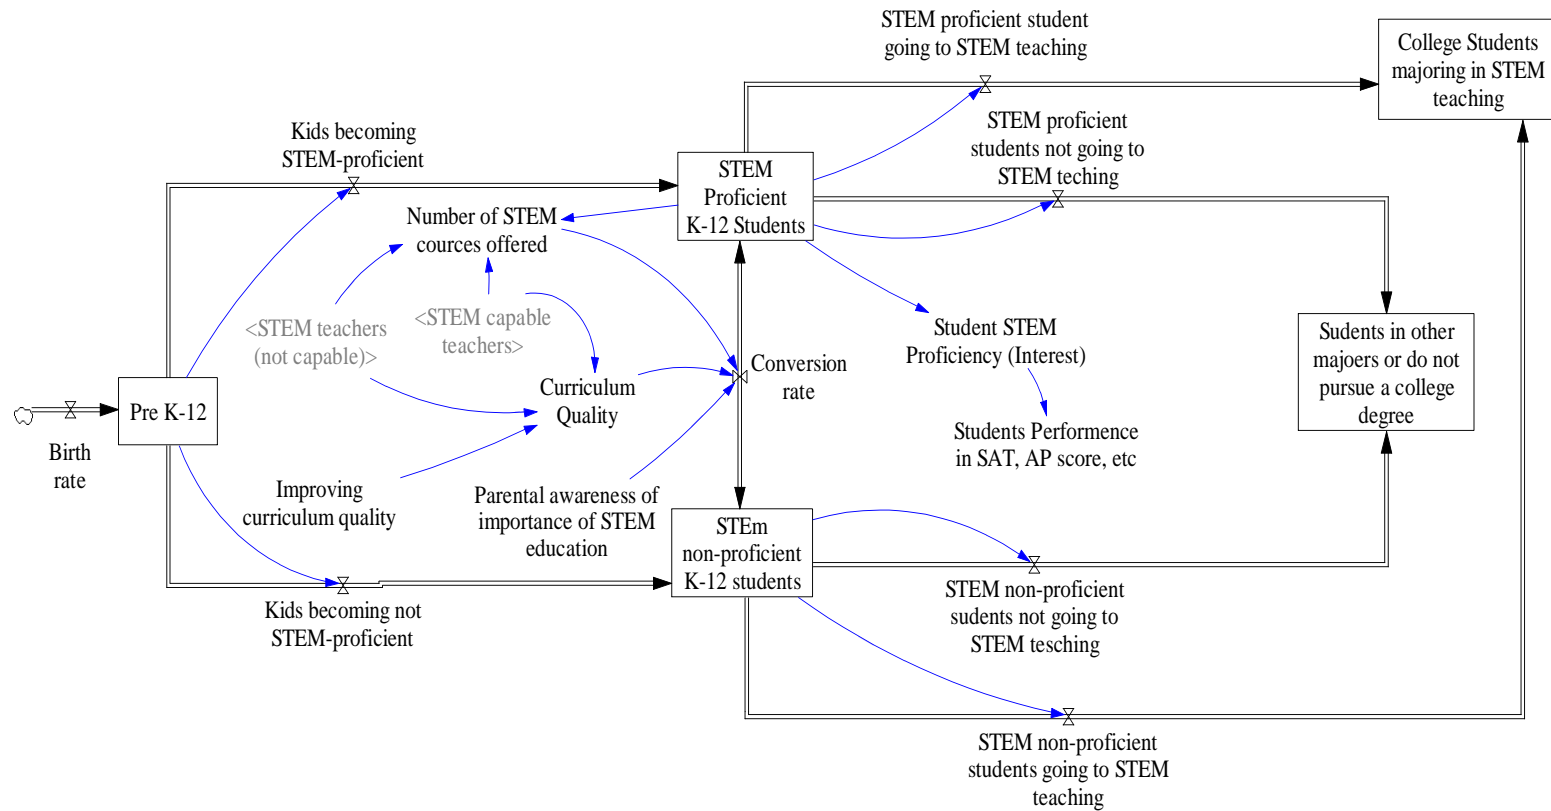 STEM proficient student
going to STEM teaching
College Students
majoring in STEM
teaching
Kids becoming
STEM-proficient
STEM proficient
students not going to
STEM teching
STEM
Proficient
K-12 Students
Number of STEM
cources offered
<STEM teachers
(not capable)>
<STEM capable
teachers>
Student STEM
Proficiency (Interest)
Sudents in other
majoers or do not
pursue a college
degree
Conversion
rate
Curriculum
Quality
Pre K-12
Birth
rate
Students Performence
in SAT, AP score, etc
Improving
curriculum quality
Parental awareness of
importance of STEM
education
STEm
non-proficient
K-12 students
Kids becoming not
STEM-proficient
STEM non-proficient
sudents not going to
STEM tesching
STEM non-proficient
students going to STEM
teaching